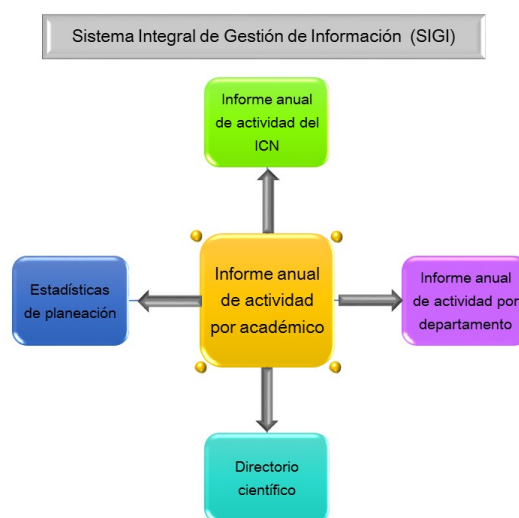 Sistema Integral de Gestión de Información (SIGI)
Informe anual
de actividad del
ICN
Estadísticas
de planeación
Informe anual
de actividad
por académico
Informe anual
de actividad por
departamento
Directorio
científico